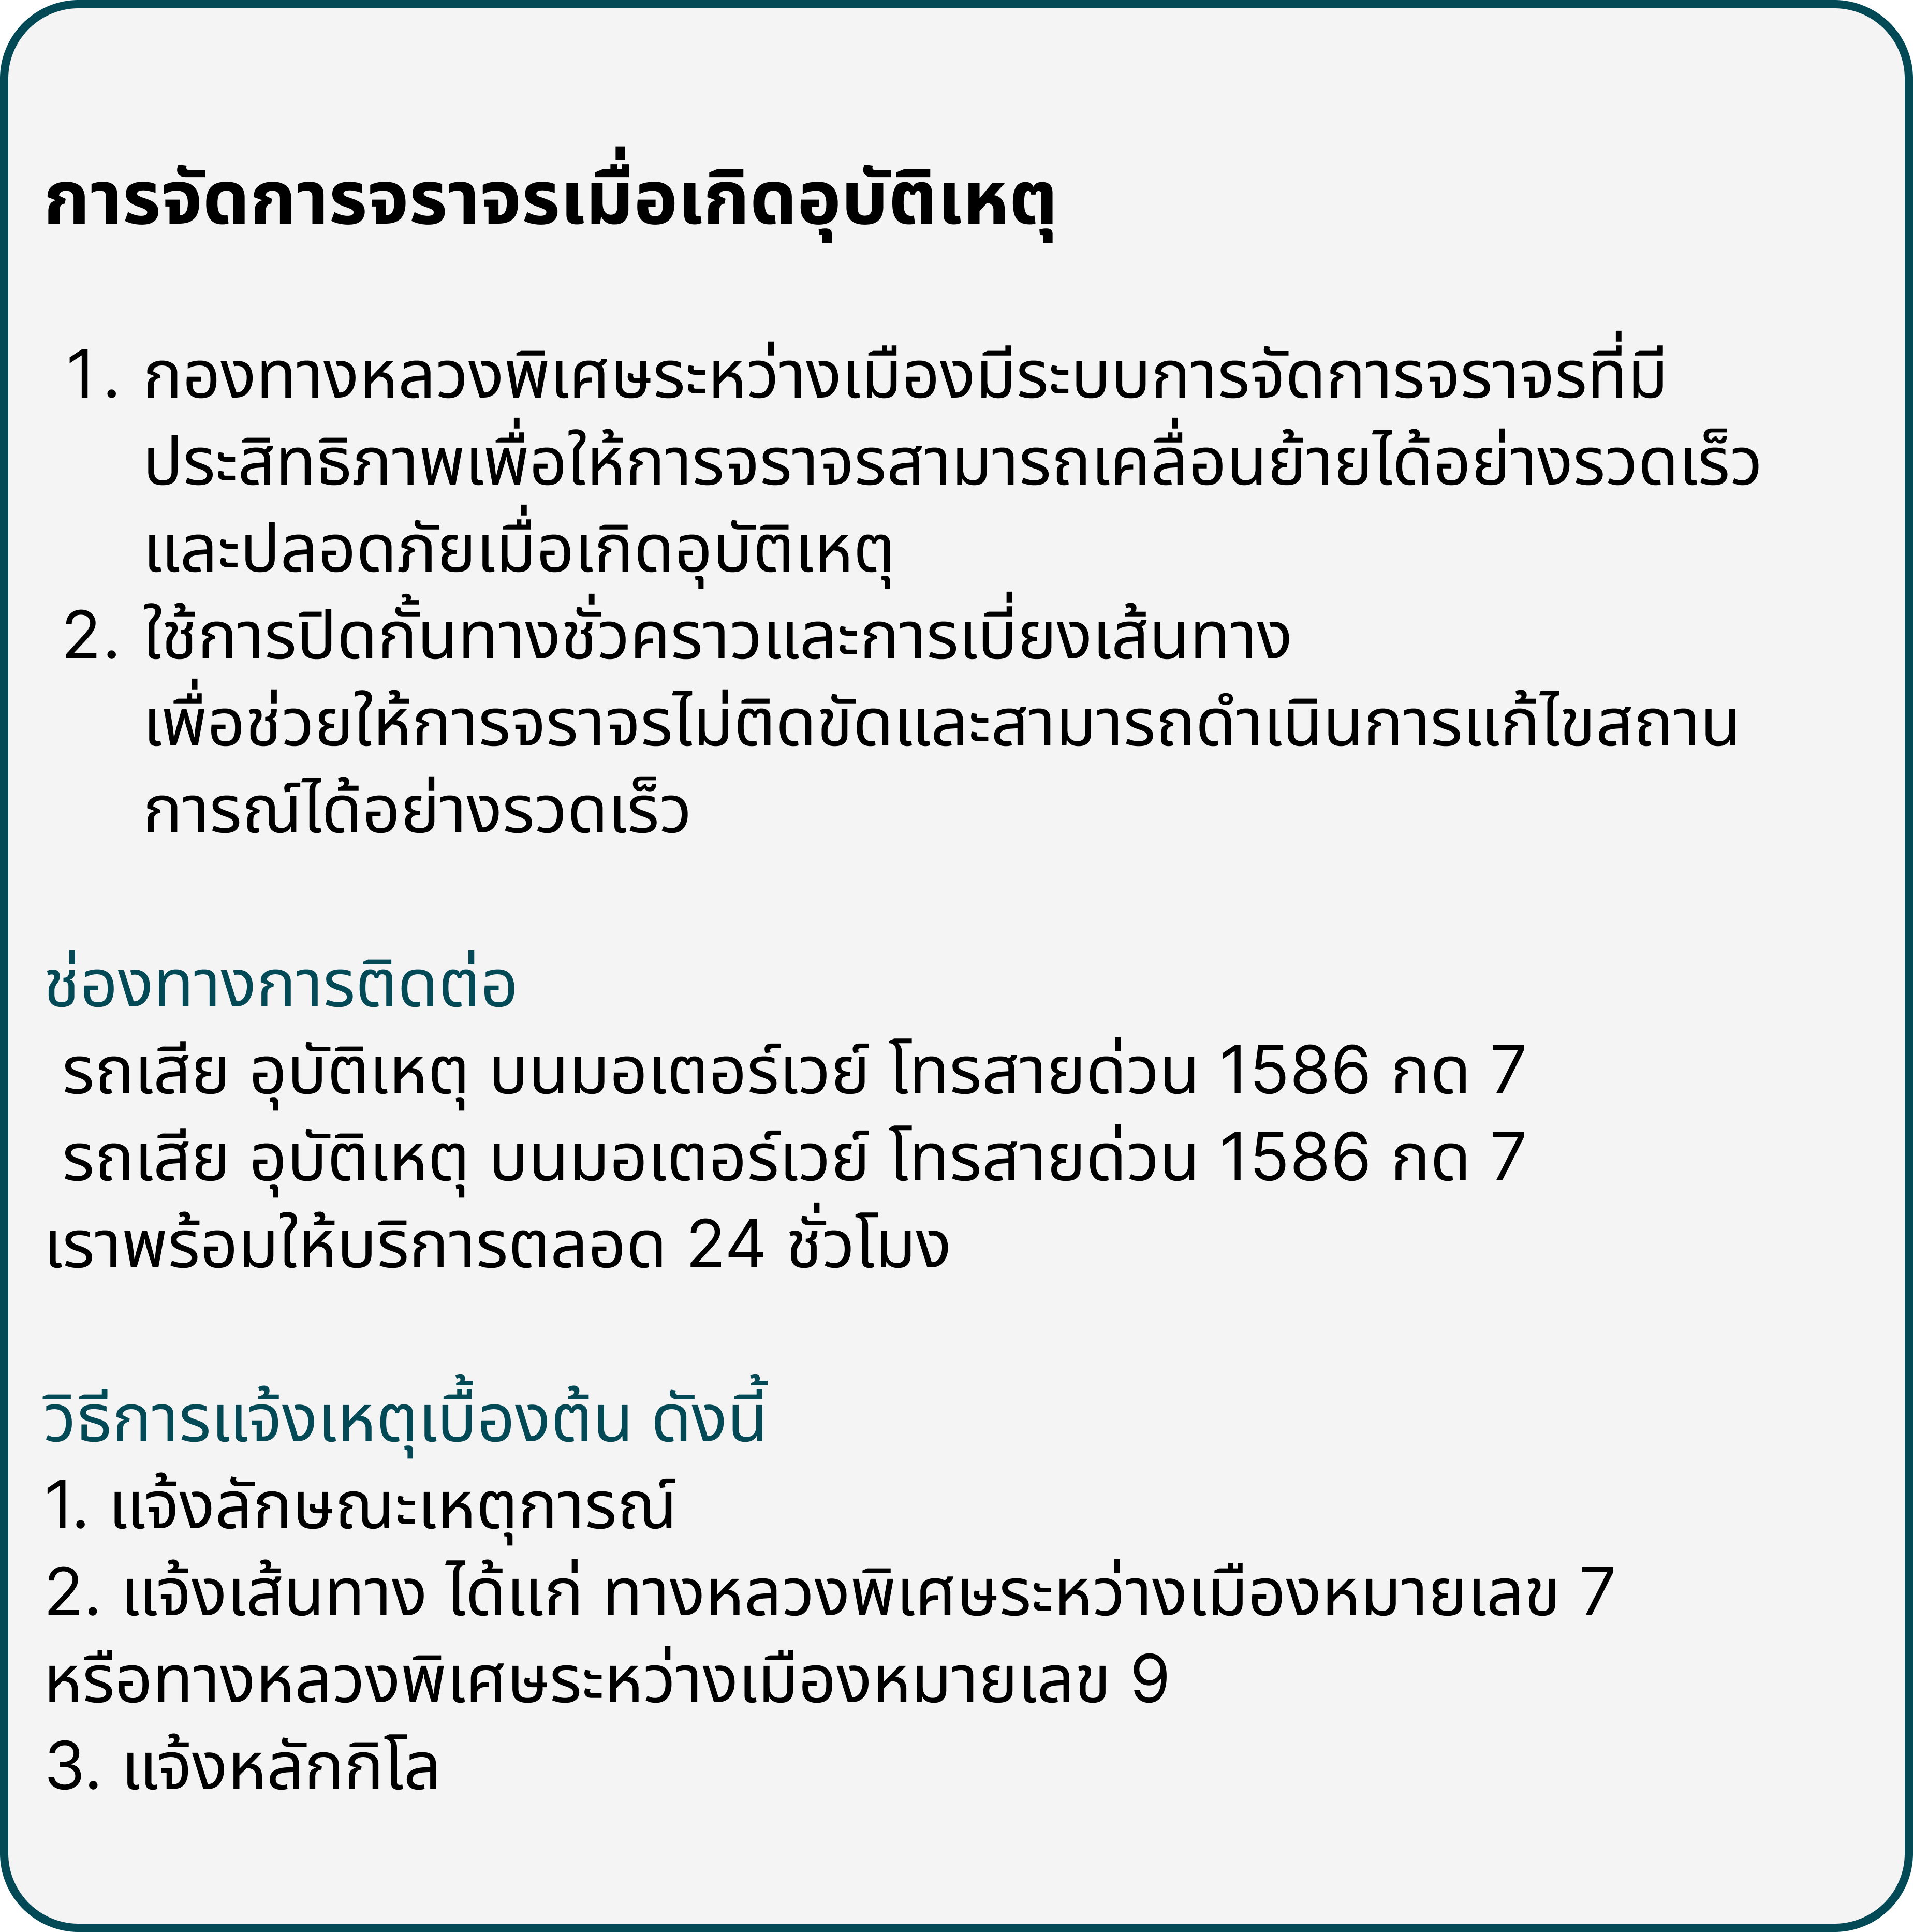 การจัดการจราจรเมื่อเกิดอุบัติเหตุ
1. กองทางหลวงพิเศษระหว่างเมืองมีระบบการจัดการจราจรที่มี
ประสิทธิภาพเพื่อให้การจราจรสามารถเคลื่อนย้ายได้อย่างรวดเร็ว
และปลอดภัยเมื่อเกิดอุบัติเหตุ
2. ใช้การปิดกั้นทางชั่วคราวและการเบี่ยงเส้นทาง
เพื่อช่วยให้การจราจรไม่ติดขัดและสามารถดำเนินการแก้ไขสถาน
การณ์ได้อย่างรวดเร็ว
ช่องทางการติดต่อ
รถเสีย อุบัติเหตุ บนมอเตอร์เวย์ โทรสายด่วน 1586 กด 7
รถเสีย อุบัติเหตุ บนมอเตอร์เวย์ โทรสายด่วน 1586 กด 7
เราพร้อมให้บริการตลอด 24 ชั่วโมง
วิธีการแจ้งเหตุเบื้องต้น ดังนี้
1. แจ้งลักษณะเหตุการณ์
2. แจ้งเส้นทาง ได้แก่ ทางหลวงพิเศษระหว่างเมืองหมายเลข 7
หรือทางหลวงพิเศษระหว่างเมืองหมายเลข 9
3. แจ้งหลักกิโล